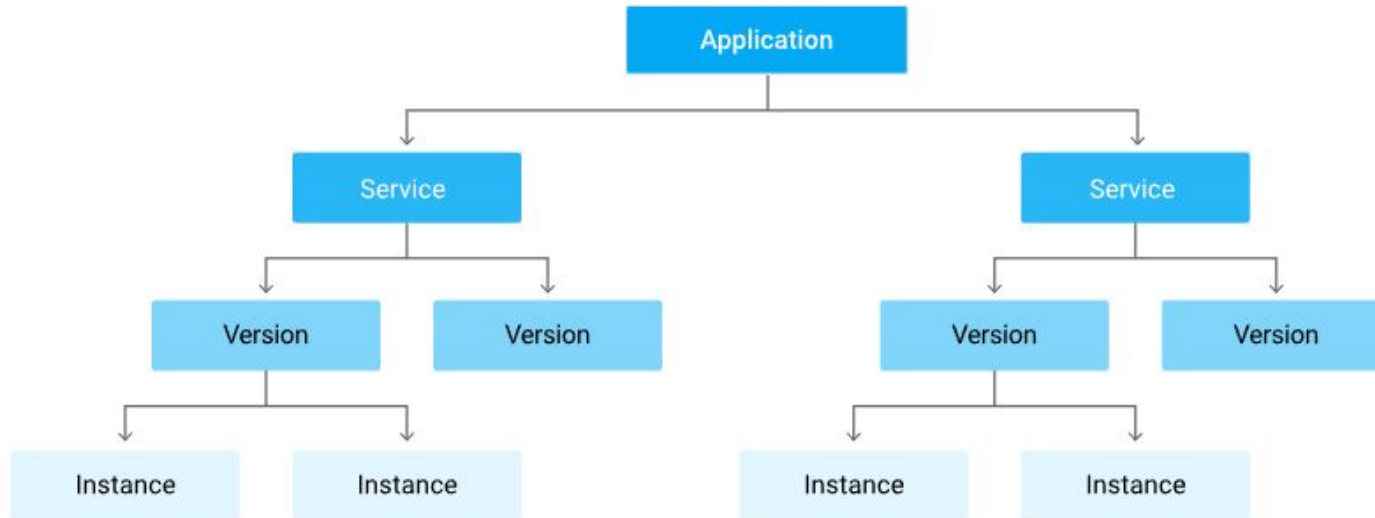 Application
Service
Service
Version
Version
Version
Version
Instance
Instance
Instance
Instance